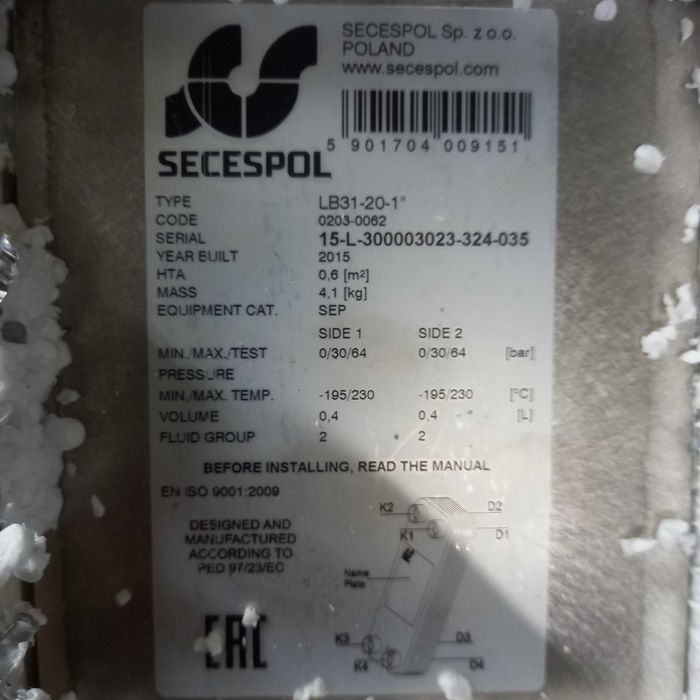 SECESPOL Sp. z o.o.
POLAND
www.secespol.com
5 901704 009151
SECESPOL
TYPE LB31-20-1"
CODE 0203-0062
SERIAL 15-L-300003023-324-035
YEAR BUILT 2015
HTA 0,6 [m²]
MASS 4,1 [kg]
EQUIPMENT CAT. SEP
SIDE 1 SIDE 2
MIN./MAX./TEST 0/30/64 0/30/64 [bar]
PRESSURE
MIN./MAX. TEMP. -195/230 -195/230 [°C]
VOLUME 0,4 0,4 [L]
FLUID GROUP 2 2
BEFORE INSTALLING, READ THE MANUAL
EN ISO 9001:2009
K2 D2
K1 D1
DESIGNED AND
MANUFACTURED
ACCORDING TO
PED 97/23/EC
Name
Plate
EAC
K3 D3
K4 D4